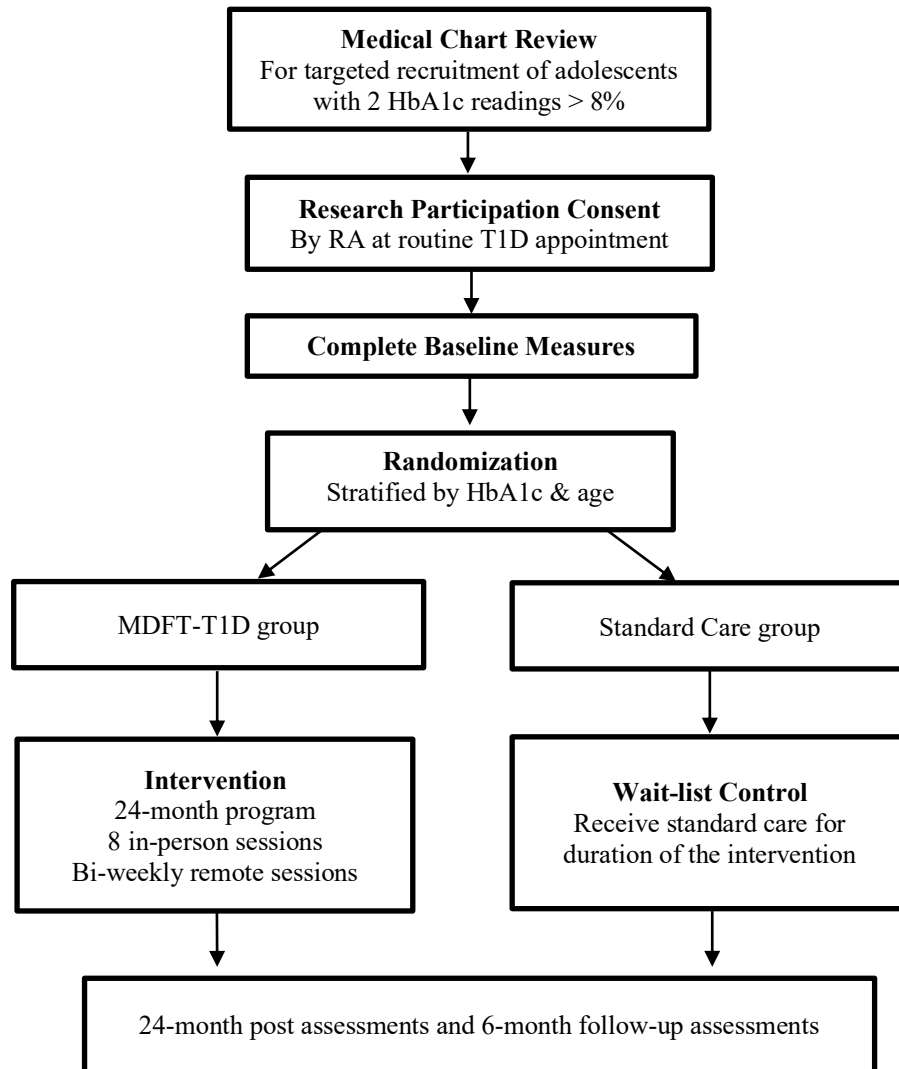 Medical Chart Review
For targeted recruitment of adolescents
with 2 HbA1c readings > 8%
Research Participation Consent
By RA at routine T1D appointment
Complete Baseline Measures
Randomization
Stratified by HbA1c & age
MDFT-T1D group
Standard Care group
Intervention
24-month program
8 in-person sessions
Bi-weekly remote sessions
Wait-list Control
Receive standard care for
duration of the intervention
24-month post assessments and 6-month follow-up assessments